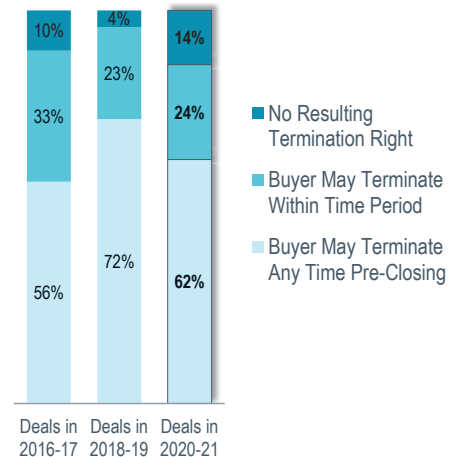 10%
4%
14%
33%
23%
24%
56%
72%
62%
No Resulting
Termination Right
Buyer May Terminate
Within Time Period
Buyer May Terminate
Any Time Pre-Closing
Deals in
2016-17
Deals in
2018-19
Deals in
2020-21